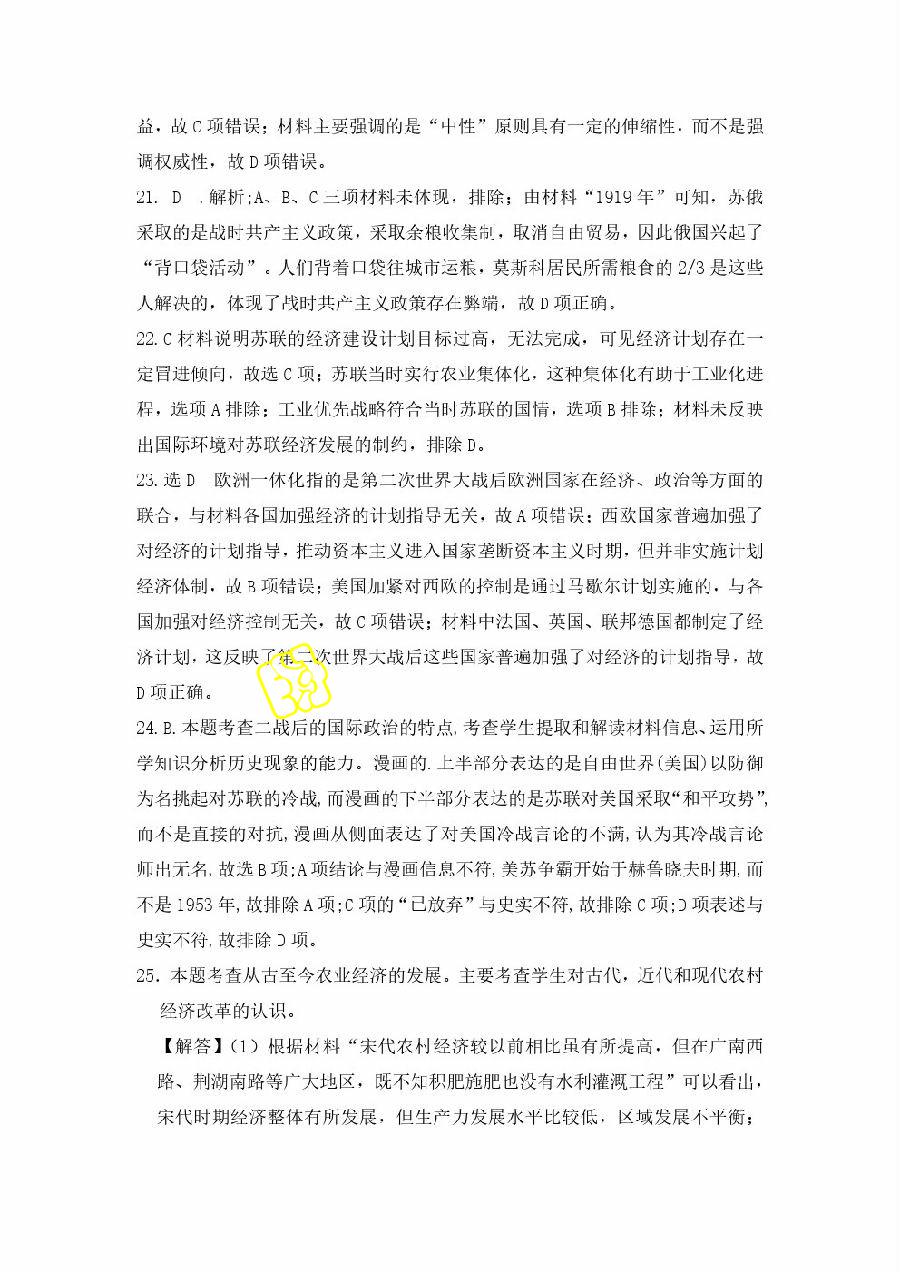 益，故C项错误；材料主要强调的是“中性”原则具有一定的伸缩性，而不是强
调权威性，故D项错误。
21. D .解析;A、B、C三项材料未体现，排除；由材料“1919年”可知，苏俄
采取的是战时共产主义政策，采取余粮收集制，取消自由贸易，因此俄国兴起了
“背口袋活动”。人们背着口袋往城市运粮，莫斯科居民所需粮食的2/3是这些
人解决的，体现了战时共产主义政策存在弊端，故D项正确。
22.C材料说明苏联的经济建设计划目标过高，无法完成，可见经济计划存在一
定冒进倾向，故选C项；苏联当时实行农业集体化，这种集体化有助于工业化进
程，选项A排除；工业优先战略符合当时苏联的国情，选项B排除；材料未反映
出国际环境对苏联经济发展的制约，排除D。
23.选D 欧洲一体化指的是第二次世界大战后欧洲国家在经济、政治等方面的
联合，与材料各国加强经济的计划指导无关，故A项错误；西欧国家普遍加强了
对经济的计划指导，推动资本主义进入国家垄断资本主义时期，但并非实施计划
经济体制，故B项错误；美国加紧对西欧的控制是通过马歇尔计划实施的，与各
国加强对经济控制无关，故C项错误；材料中法国、英国、联邦德国都制定了经
济计划，这反映了第二次世界大战后这些国家普遍加强了对经济的计划指导，故
D项正确。
24.B.本题考查二战后的国际政治的特点,考查学生提取和解读材料信息、运用所
学知识分析历史现象的能力。漫画的.上半部分表达的是自由世界(美国)以防御
为名挑起对苏联的冷战,而漫画的下半部分表达的是苏联对美国采取“和平攻势”,
而不是直接的对抗,漫画从侧面表达了对美国冷战言论的不满,认为其冷战言论
师出无名,故选B项;A项结论与漫画信息不符,美苏争霸开始于赫鲁晓夫时期,而
不是1953年,故排除A项;C项的“已放弃”与史实不符,故排除C项;D项表述与
史实不符,故排除D项。
25．本题考查从古至今农业经济的发展。主要考查学生对古代，近代和现代农村
经济改革的认识。
【解答】（1）根据材料“宋代农村经济较以前相比虽有所提高，但在广南西
路、荆湖南路等广大地区，既不知积肥施肥也没有水利灌溉工程”可以看出，
宋代时期经济整体有所发展，但生产力发展水平比较低，区域发展不平衡；